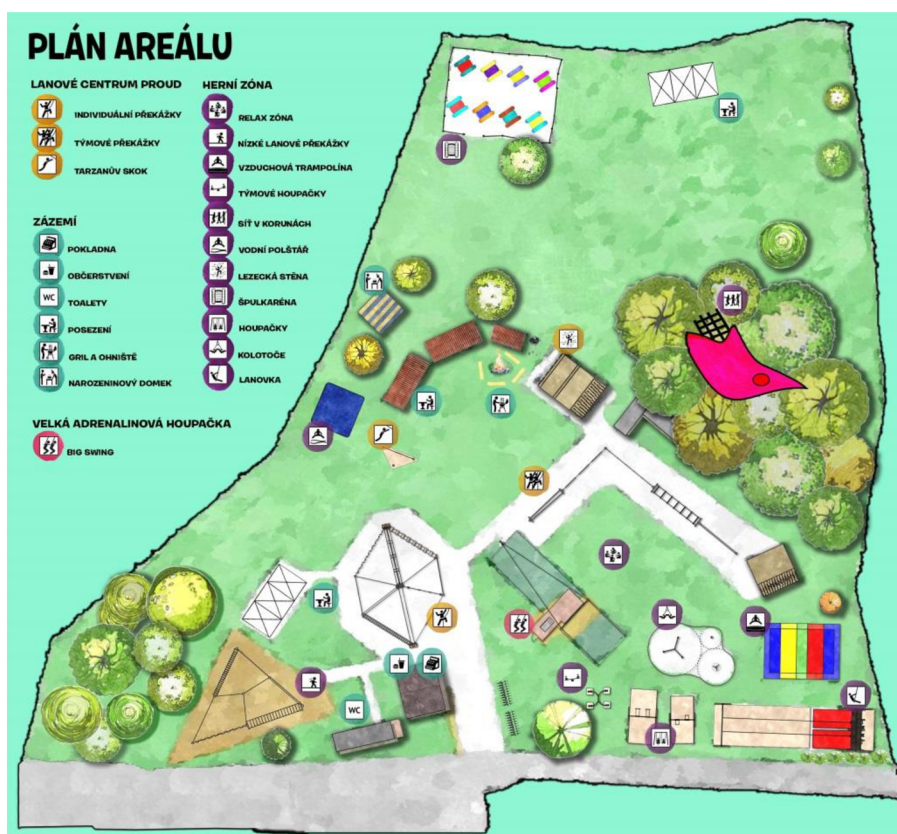 PLÁN AREÁLU
LANOVÉ CENTRUM PROUD
INDIVIDUÁLNÍ PŘEKÁŽKY
TÝMOVÉ PŘEKÁŽKY
TARZANŮV SKOK
ZÁZEMÍ
POKLADNA
OBČERSTVENÍ
WC
TOALETY
POSEZENÍ
GRIL A OHNIŠTĚ
NAROZENINOVÝ DOMEK
VELKÁ ADRENALINOVÁ HOUPAČKA
BIG SWING
HERNÍ ZÓNA
RELAX ZÓNA
NÍZKÉ LANOVÉ PŘEKÁŽKY
VZDUCHOVÁ TRAMPOLÍNA
TÝMOVÉ HOUPAČKY
SÍŤ V KORUNÁCH
VODNÍ POLŠTÁŘ
LEZECKÁ STĚNA
ŠPULKARÉNA
HOUPAČKY
KOLOTOČE
LANOVKA
WC